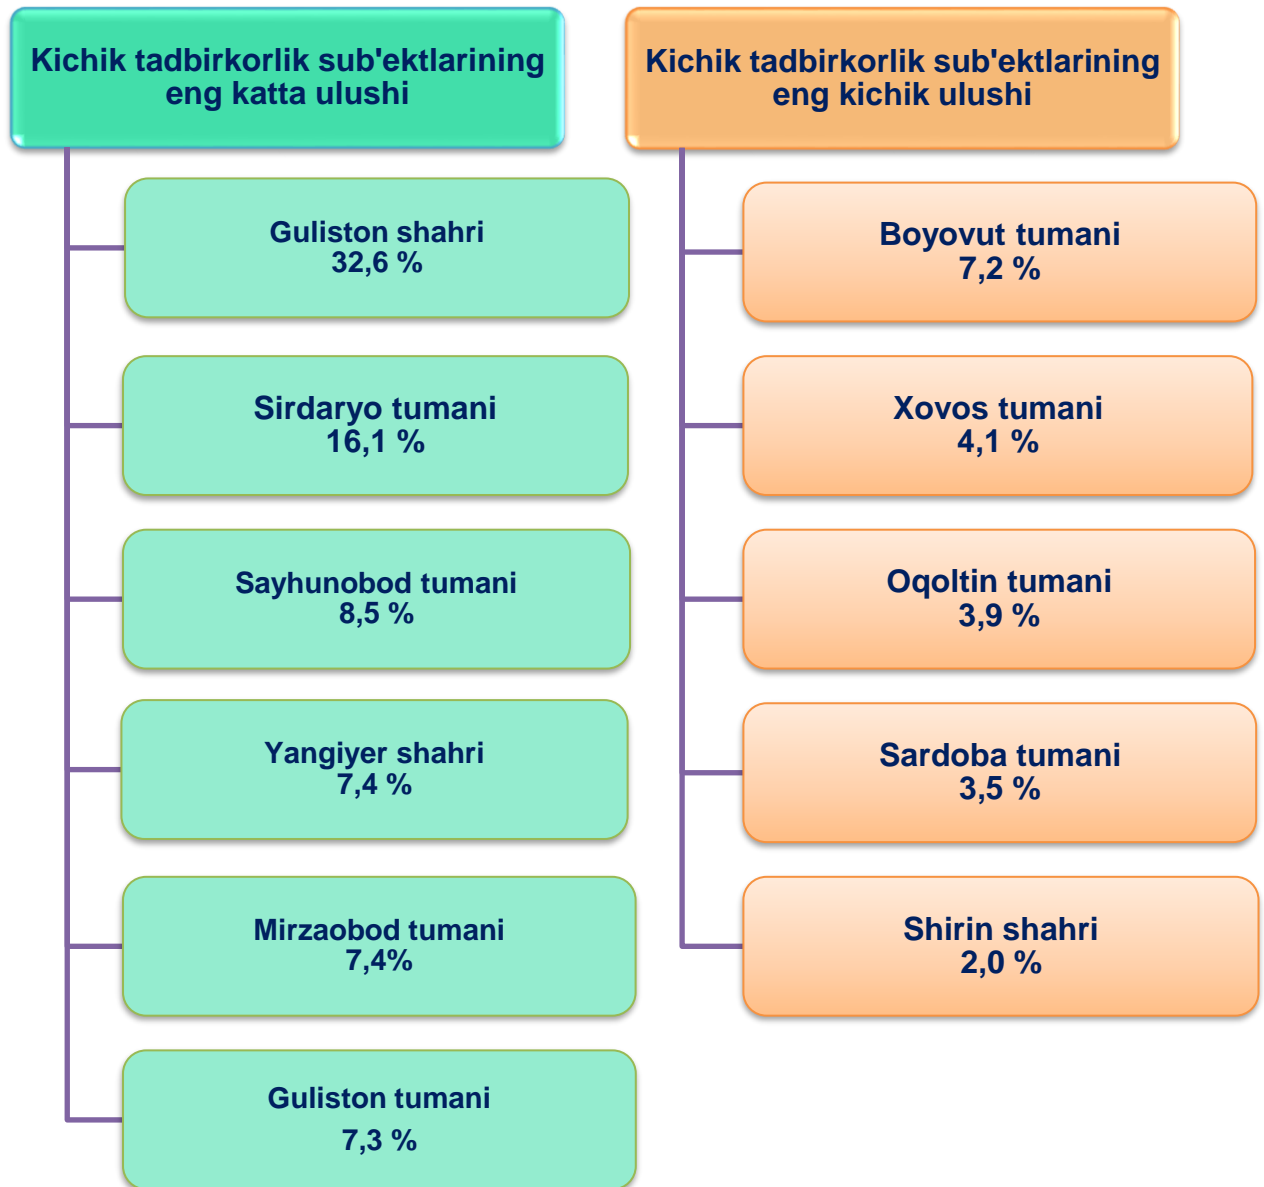 Kichik tadbirkorlik sub'ektlarining
eng katta ulushi
Guliston shahri
32,6 %
Sirdaryo tumani
16,1 %
Sayhunobod tumani
8,5 %
Yangiyer shahri
7,4 %
Mirzaobod tumani
7,4%
Guliston tumani
7,3 %
Kichik tadbirkorlik sub'ektlarining
eng kichik ulushi
Boyovut tumani
7,2 %
Xovos tumani
4,1 %
Oqoltin tumani
3,9 %
Sardoba tumani
3,5 %
Shirin shahri
2,0 %